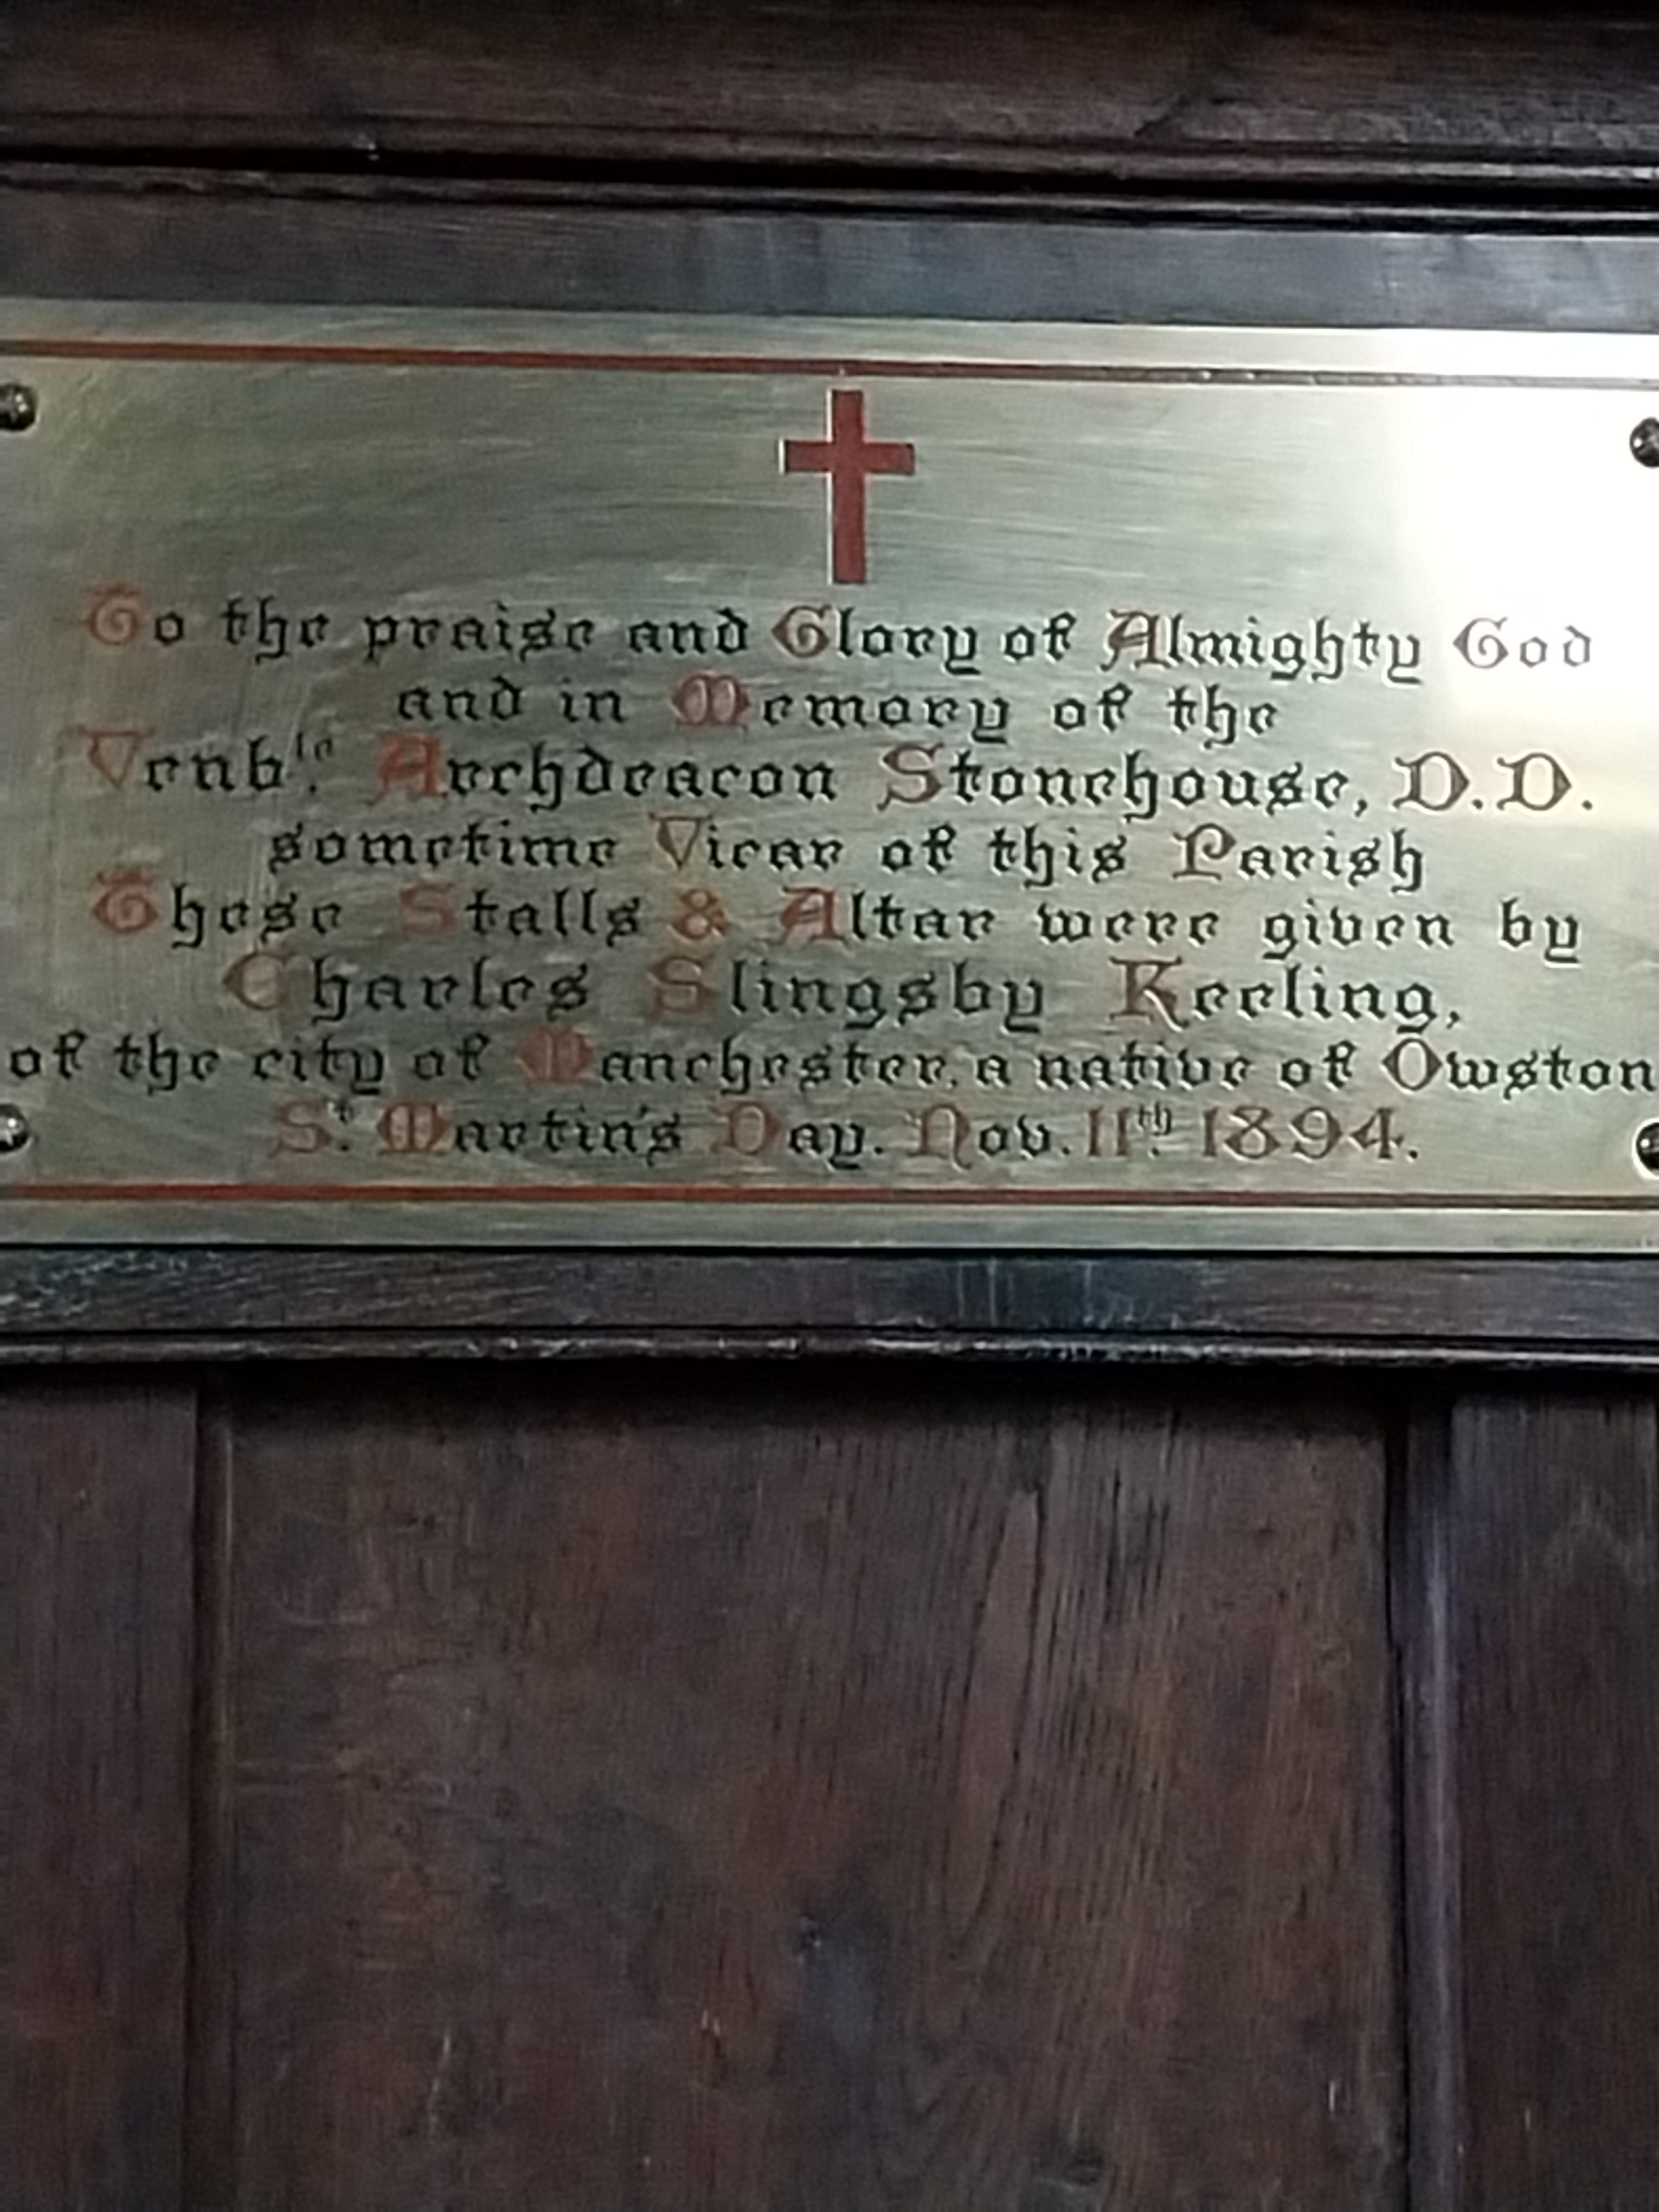 To the praise and Glory of Almighty God
and in Memory of the
Venble. Archdeacon Stonehouse, D.D.
sometime Vicar of this Parish
These Stalls & Altar were given by
Charles Slingsby Keeling,
of the city of Manchester, a native of Owston
St. Martin's Day. Nov. 11th. 1894.